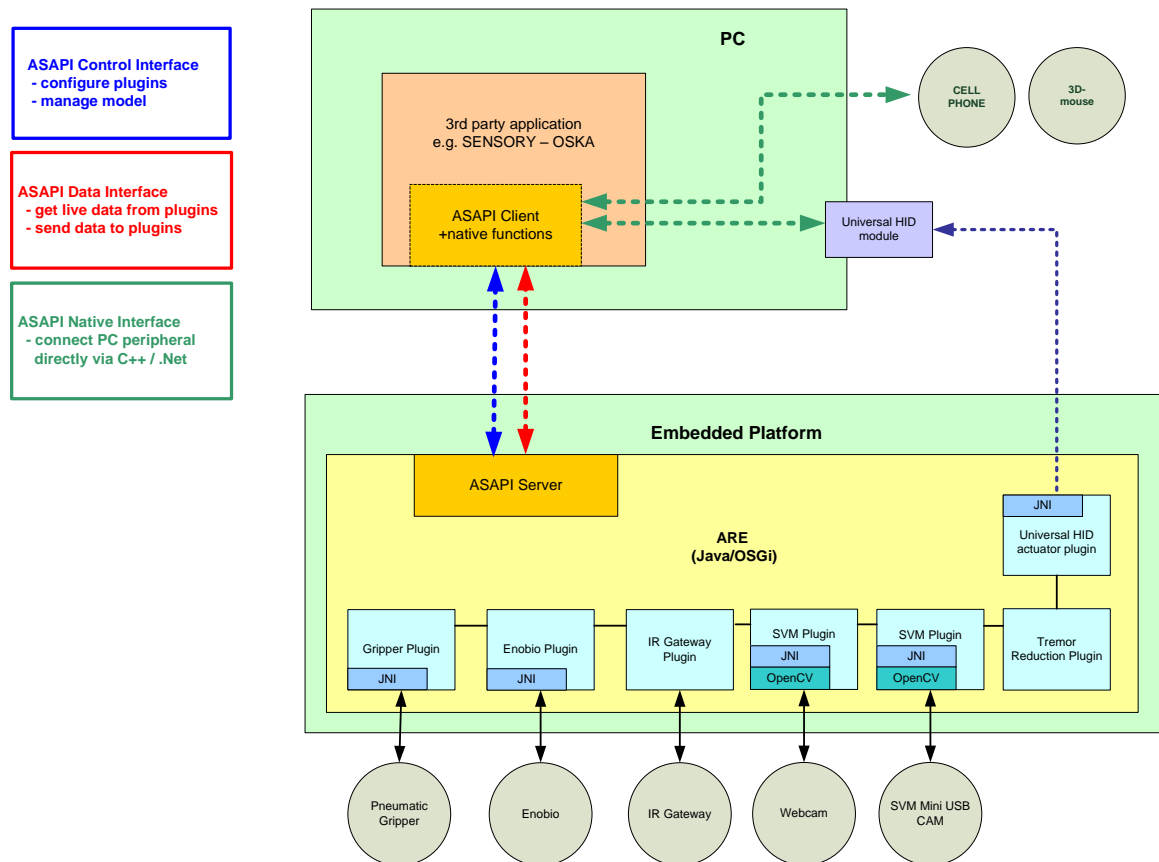 ASAPI Control Interface
- configure plugins
- manage model
ASAPI Data Interface
- get live data from plugins
- send data to plugins
ASAPI Native Interface
- connect PC peripheral
directly via C++ / .Net
PC
3rd party application
e.g. SENSORY – OSKA
ASAPI Client
+native functions
CELL
PHONE
3D-
mouse
Universal HID
module
Embedded Platform
ASAPI Server
ARE
(Java/OSGi)
JNI
Universal HID
actuator plugin
Gripper Plugin
JNI
Enobio Plugin
JNI
IR Gateway
Plugin
SVM Plugin
JNI
OpenCV
SVM Plugin
JNI
OpenCV
Tremor
Reduction Plugin
Pneumatic
Gripper
Enobio
IR Gateway
Webcam
SVM Mini USB
CAM